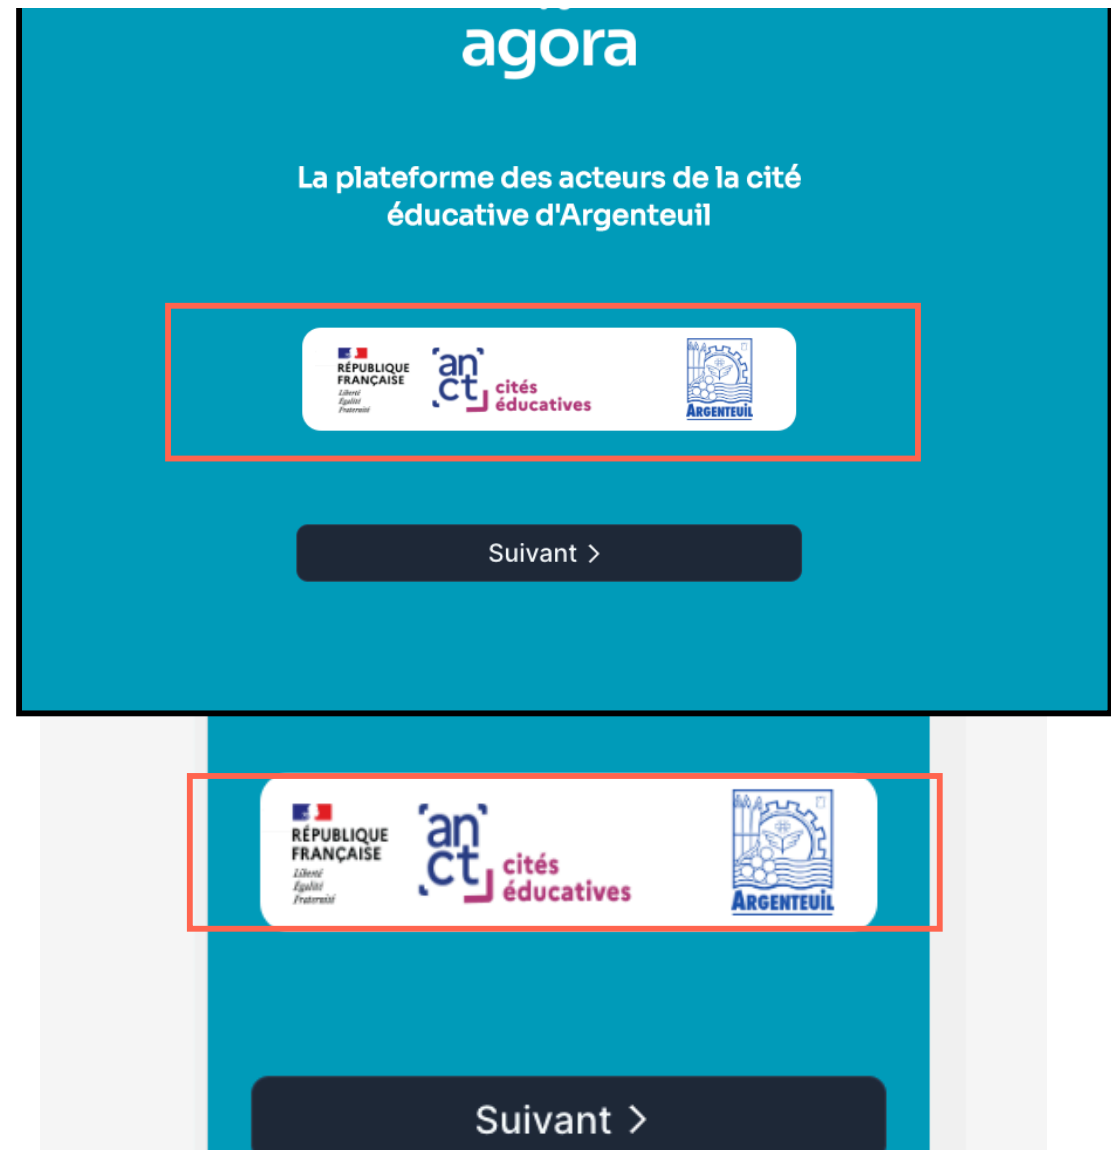 agora
La plateforme des acteurs de la cité
éducative d'Argenteuil
RÉPUBLIQUE
FRANÇAISE
Liberté
Égalité
Fraternité
an
ct
cités
éducatives
ARGENTEUIL
Suivant >
RÉPUBLIQUE
FRANÇAISE
Liberté
Égalité
Fraternité
an
ct
cités
éducatives
ARGENTEUIL
Suivant >